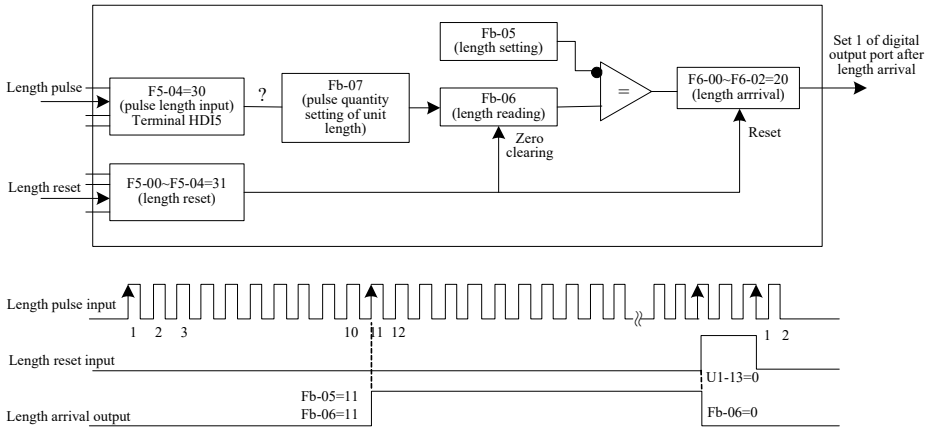 Fb-05
(length setting)
Set 1 of digital
output port after
length arrival
Length pulse
F5-04=30
(pulse length input)
Terminal HDI5
?
Fb-07
(pulse quantity
setting of unit
length)
Fb-06
(length reading)
=
F6-00~F6-02=20
(length arrrival)
Zero
clearing
Reset
Length reset
F5-00~F5-04=31
(length reset)
Length pulse input
1 2 3 10 11 12 1 2
Length reset input
U1-13=0
Fb-05=11
Fb-06=11
Length arrival output
Fb-06=0